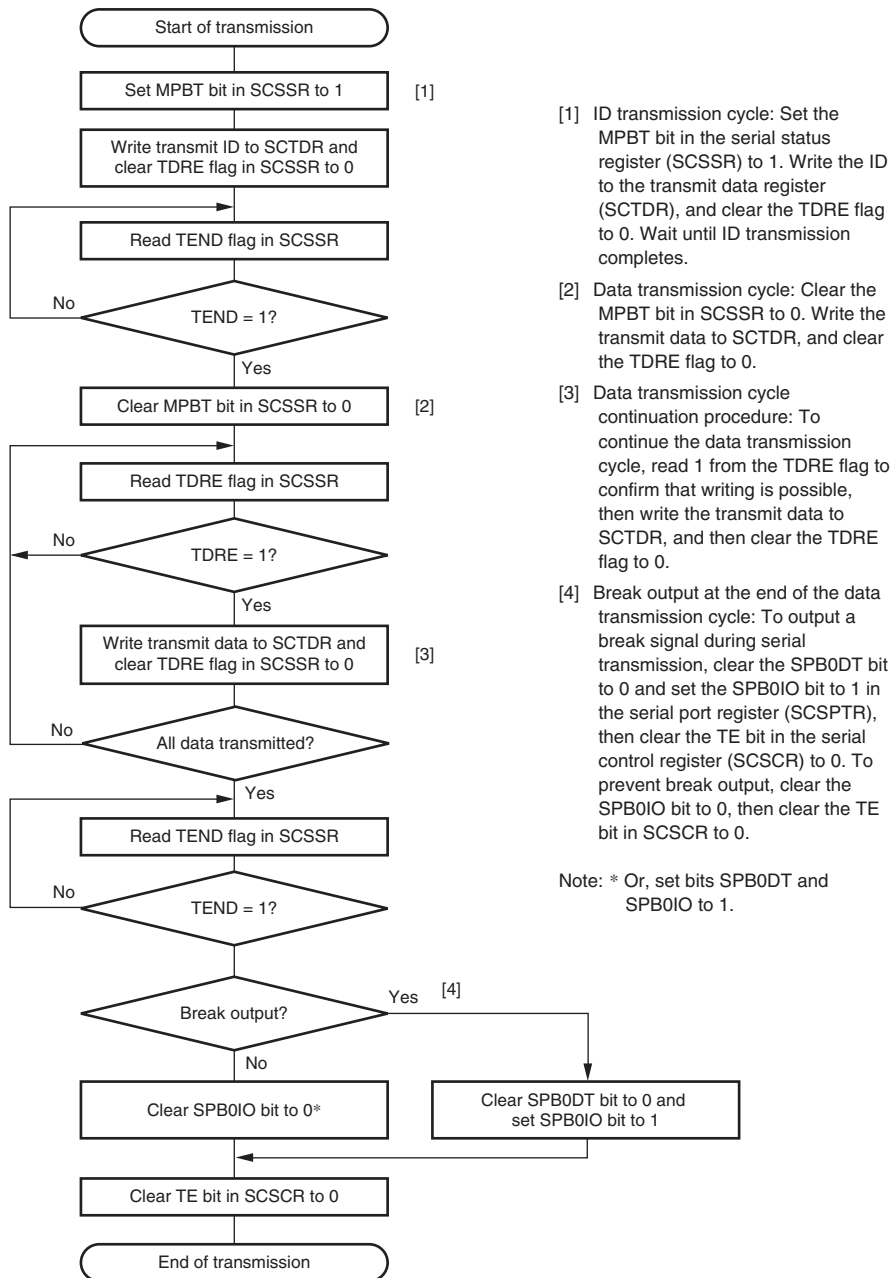 Start of transmission
Set MPBT bit in SCSSR to 1
[1]
Write transmit ID to SCTDR and
clear TDRE flag in SCSSR to 0
Read TEND flag in SCSSR
No
TEND = 1?
Yes
Clear MPBT bit in SCSSR to 0
[2]
Read TDRE flag in SCSSR
No
TDRE = 1?
Yes
Write transmit data to SCTDR and
clear TDRE flag in SCSSR to 0
[3]
No
All data transmitted?
Yes
Read TEND flag in SCSSR
No
TEND = 1?
Break output?
Yes
[4]
No
Clear SPB0IO bit to 0*
Clear SPB0DT bit to 0 and
set SPB0IO bit to 1
Clear TE bit in SCSCR to 0
End of transmission
[1] ID transmission cycle: Set the
MPBT bit in the serial status
register (SCSSR) to 1. Write the ID
to the transmit data register
(SCTDR), and clear the TDRE flag
to 0. Wait until ID transmission
completes.
[2] Data transmission cycle: Clear the
MPBT bit in SCSSR to 0. Write the
transmit data to SCTDR, and clear
the TDRE flag to 0.
[3] Data transmission cycle
continuation procedure: To
continue the data transmission
cycle, read 1 from the TDRE flag to
confirm that writing is possible,
then write the transmit data to
SCTDR, and then clear the TDRE
flag to 0.
[4] Break output at the end of the data
transmission cycle: To output a
break signal during serial
transmission, clear the SPB0DT bit
to 0 and set the SPB0IO bit to 1 in
the serial port register (SCSPTR),
then clear the TE bit in the serial
control register (SCSCR) to 0. To
prevent break output, clear the
SPB0IO bit to 0, then clear the TE
bit in SCSCR to 0.
Note: * Or, set bits SPB0DT and
SPB0IO to 1.